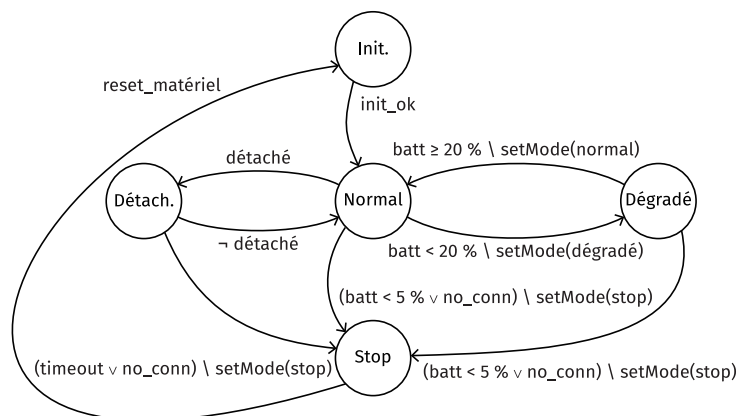 Init.
reset_matériel
init_ok
détaché
batt ≥ 20 % \ setMode(normal)
Détach.
Normal
Dégradé
¬ détaché
batt < 20 % \ setMode(dégradé)
(batt < 5 % ∨ no_conn) \ setMode(stop)
Stop
(timeout ∨ no_conn) \ setMode(stop)
(batt < 5 % ∨ no_conn) \ setMode(stop)